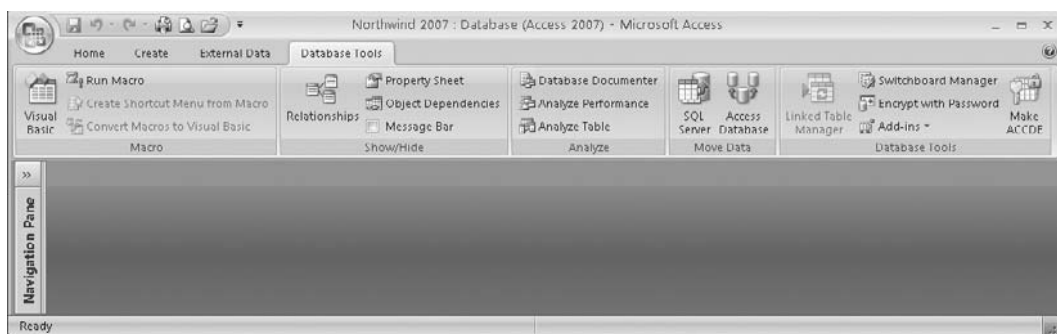 Northwind 2007 : Database (Access 2007) - Microsoft Access
Home Create External Data Database Tools
Visual Basic
Run Macro
Create Shortcut Menu from Macro
Convert Macros to Visual Basic
Macro
Relationships
Property Sheet
Object Dependencies
Message Bar
Show/Hide
Database Documenter
Analyze Performance
Analyze Table
Analyze
SQL Server
Access Database
Move Data
Linked Table Manager
Switchboard Manager
Encrypt with Password
Add-ins
Make ACCDE
Database Tools
Navigation Pane
Ready